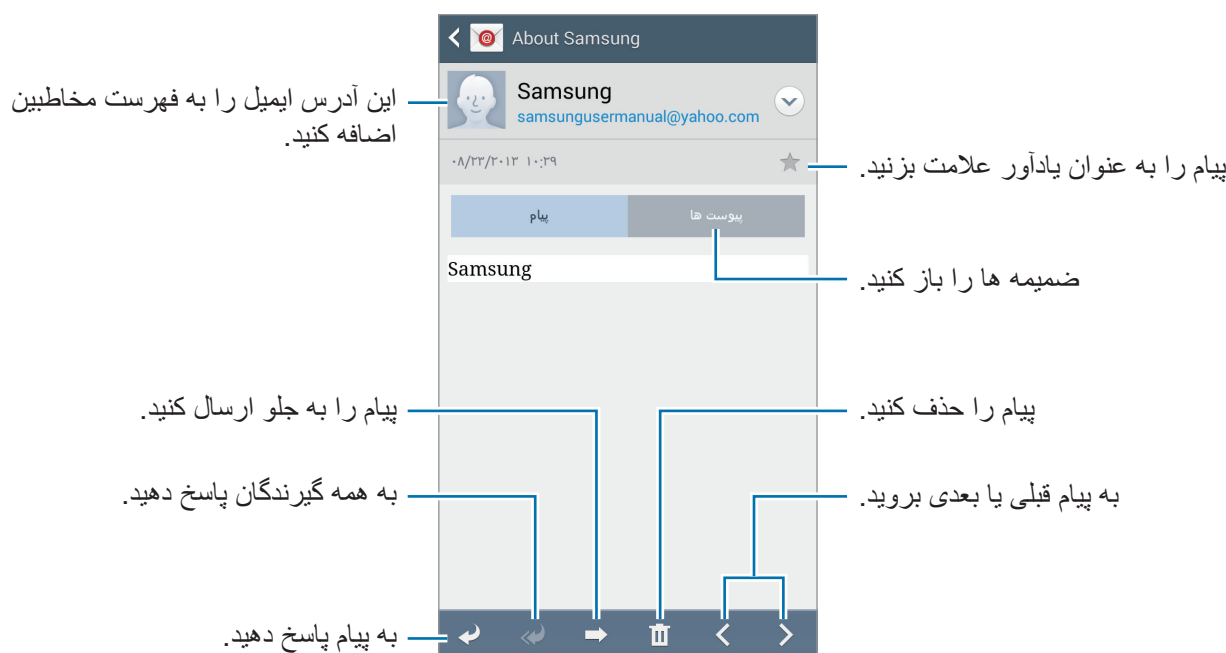 About Samsung
Samsung
samsungusermanual@yahoo.com
این آدرس ایمیل را به فهرست مخاطبین
اضافه کنید.
۰۸/۲۳/۲۰۱۳ ۱۰:۲۹
پیام را به عنوان یادآور علامت بزنید.
پیوست ها
پیام
Samsung
ضمیمه ها را باز کنید.
پیام را به جلو ارسال کنید.
پیام را حذف کنید.
به همه گیرندگان پاسخ دهید.
به پیام قبلی یا بعدی بروید.
به پیام پاسخ دهید.